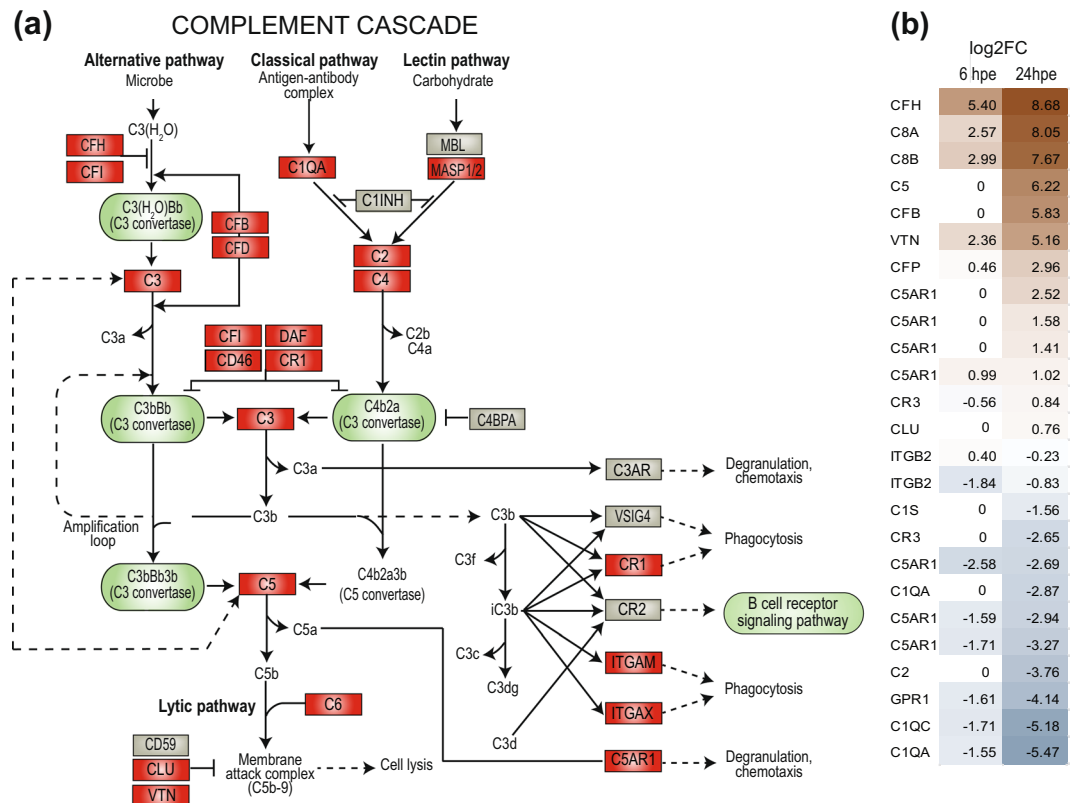 (a)
COMPLEMENT CASCADE
Alternative pathway
Microbe
Classical pathway
Antigen-antibody
complex
Lectin pathway
Carbohydrate
C3(H2O)
CFH
CFI
C1QA
MBL
MASP1/2
C1INH
C3(H2O)Bb
(C3 convertase)
CFB
CFD
C2
C4
C3
C3a
C2b
C4a
CFI
DAF
CD46
CR1
C3bBb
(C3 convertase)
C3
C4b2a
(C3 convertase)
C4BPA
C3a
C3AR
Degranulation,
chemotaxis
Amplification
loop
C3b
C3b
VSIG4
Phagocytosis
C3f
CR1
C3bBb3b
(C3 convertase)
C5
C4b2a3b
(C5 convertase)
iC3b
CR2
B cell receptor
signaling pathway
C5a
C3c
ITGAM
C5b
C3dg
Phagocytosis
Lytic pathway
C6
ITGAX
C3d
CD59
CLU
VTN
Membrane
attack complex
(C5b-9)
Cell lysis
C5AR1
Degranulation,
chemotaxis
(b)
log2FC
6 hpe 24hpe
CFH 5.40 8.68
C8A 2.57 8.05
C8B 2.99 7.67
C5 0 6.22
CFB 0 5.83
VTN 2.36 5.16
CFP 0.46 2.96
C5AR1 0 2.52
C5AR1 0 1.58
C5AR1 0 1.41
C5AR1 0.99 1.02
CR3 -0.56 0.84
CLU 0 0.76
ITGB2 0.40 -0.23
ITGB2 -1.84 -0.83
C1S 0 -1.56
CR3 0 -2.65
C5AR1 -2.58 -2.69
C1QA 0 -2.87
C5AR1 -1.59 -2.94
C5AR1 -1.71 -3.27
C2 0 -3.76
GPR1 -1.61 -4.14
C1QC -1.71 -5.18
C1QA -1.55 -5.47